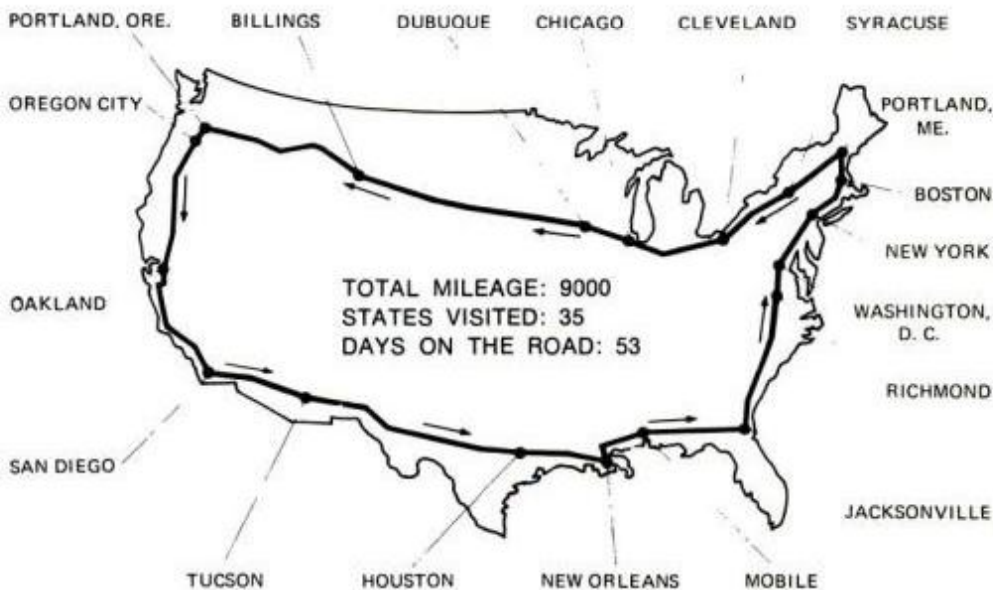 PORTLAND, ORE.
BILLINGS
DUBUQUE
CHICAGO
CLEVELAND
SYRACUSE
OREGON CITY
PORTLAND,
ME.
BOSTON
NEW YORK
OAKLAND
TOTAL MILEAGE: 9000
STATES VISITED: 35
DAYS ON THE ROAD: 53
WASHINGTON,
D. C.
RICHMOND
SAN DIEGO
JACKSONVILLE
TUCSON
HOUSTON
NEW ORLEANS
MOBILE